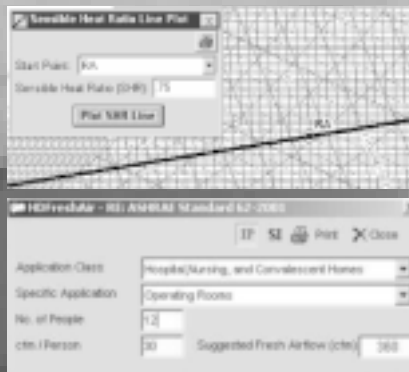 Sensible Heat Ratio Line Plot
Start Point: RA
Sensible Heat Ratio (SHR) .75
Plot SHR Line
RA
HDFreshAir - RE: ASHRAE Standard 62-2001
IP SI Print Close
Application Class Hospital,Nursing, and Convalescent Homes
Specific Application Operating Rooms
No. of People 12
cfm / Person 30 Suggested Fresh Airflow (cfm) 360